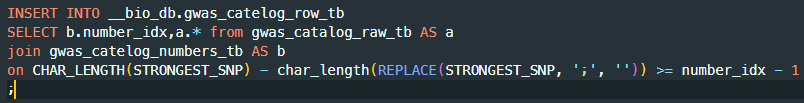 INSERT INTO __bio_db.gwas_catelog_row_tb
SELECT b.number_idx,a.* from gwas_catalog_raw_tb AS a
join gwas_catelog_numbers_tb AS b
on CHAR_LENGTH(STRONGEST_SNP) - char_length(REPLACE(STRONGEST_SNP, ';', '')) >= number_idx - 1
;